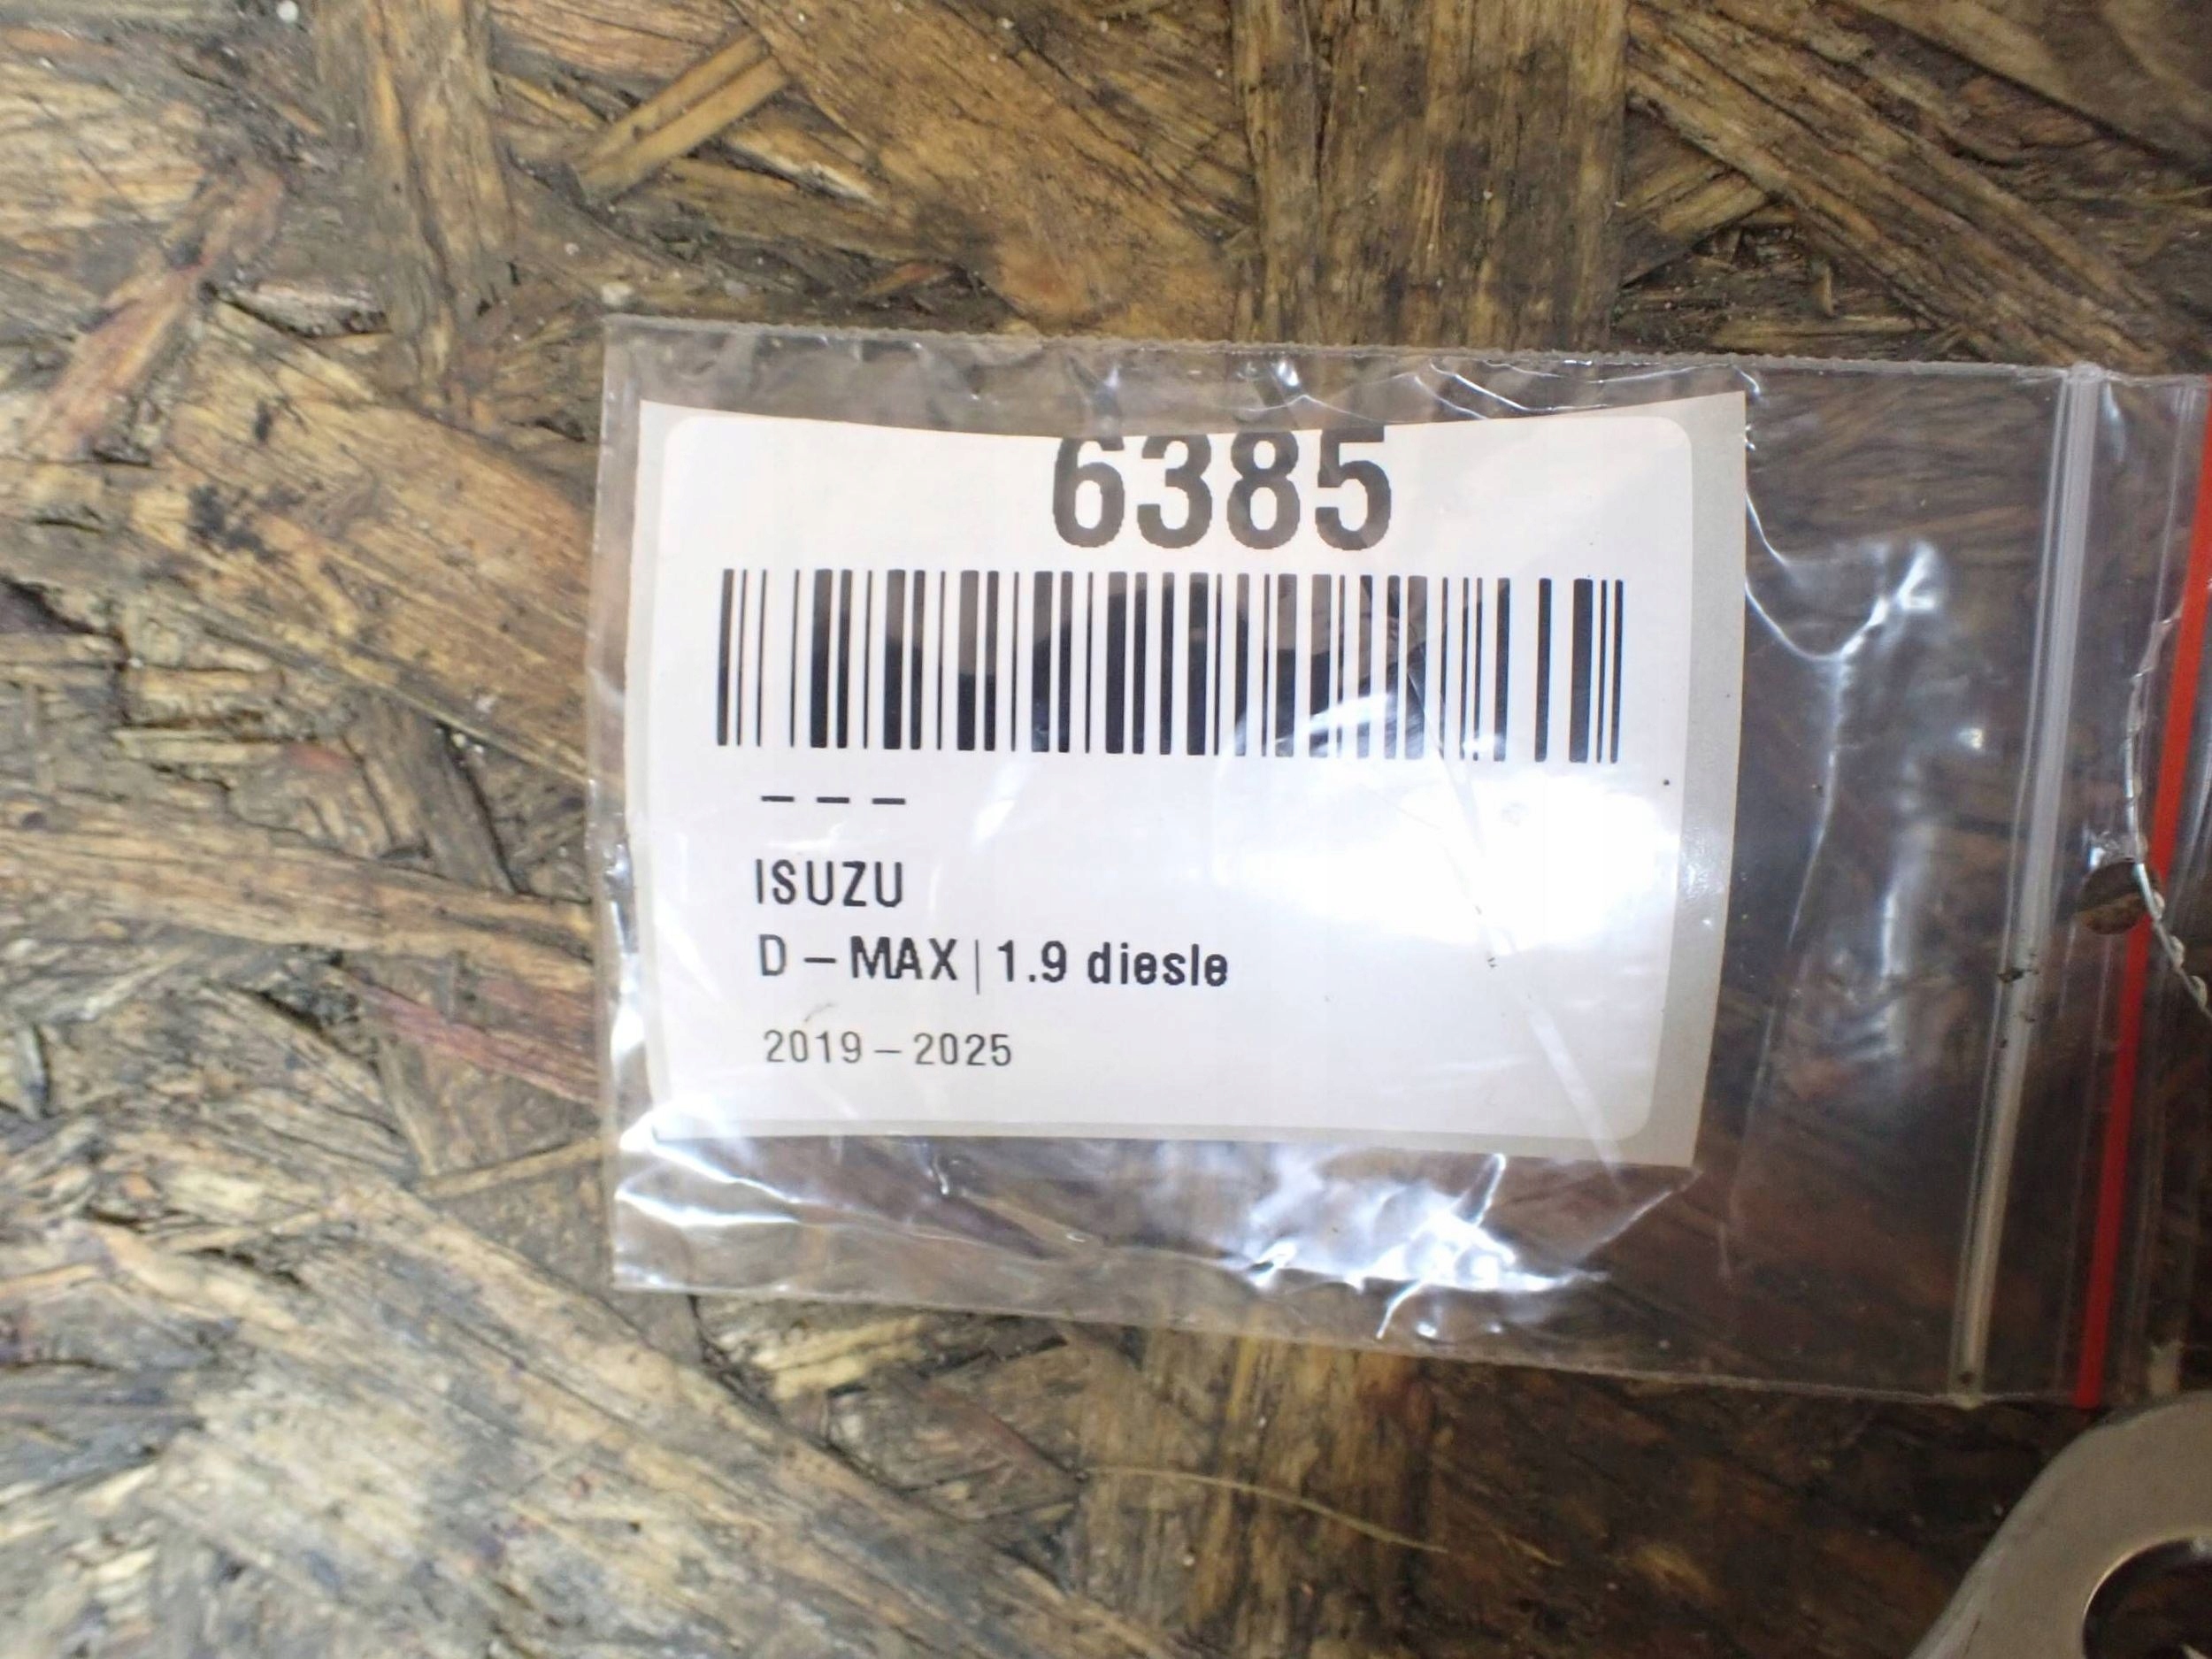 6385
– – –
ISUZU
D – MAX | 1.9 diesle
2019 – 2025